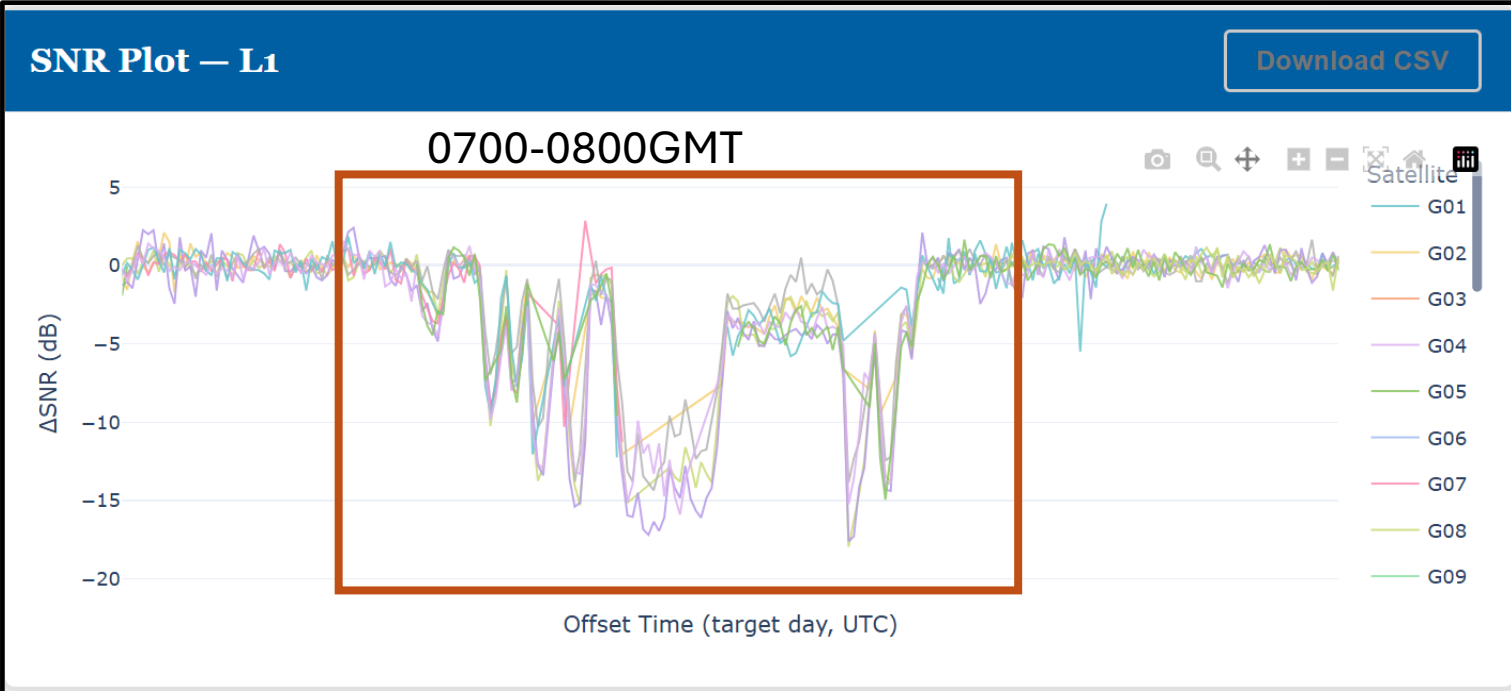 SNR Plot — L1
Download CSV
0700-0800GMT
Satellite
5
0
−5
−10
−15
−20
ΔSNR (dB)
Offset Time (target day, UTC)
G01
G02
G03
G04
G05
G06
G07
G08
G09